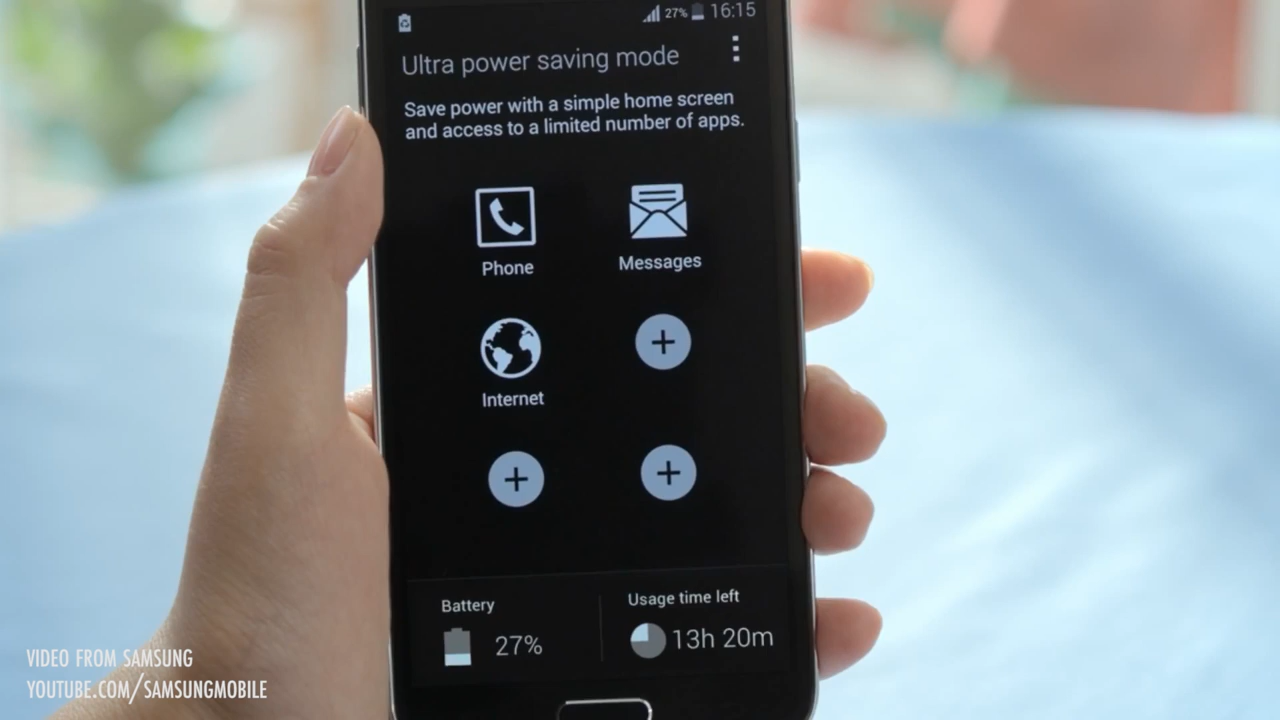 27% 16:15
Ultra power saving mode
Save power with a simple home screen
and access to a limited number of apps.
Phone
Messages
Internet
Battery
27%
Usage time left
13h 20m
VIDEO FROM SAMSUNG
YOUTUBE.COM/SAMSUNGMOBILE